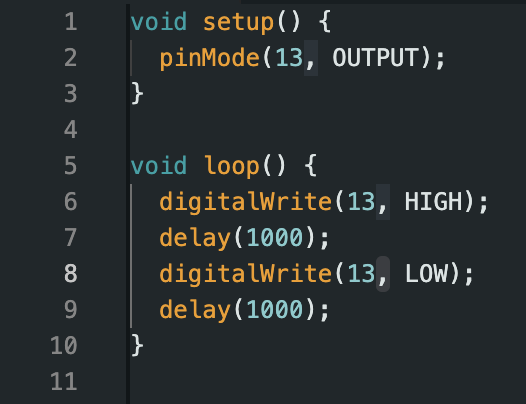 1 void setup() {
2   pinMode(13, OUTPUT);
3 }
4
5 void loop() {
6   digitalWrite(13, HIGH);
7   delay(1000);
8   digitalWrite(13, LOW);
9   delay(1000);
10 }
11